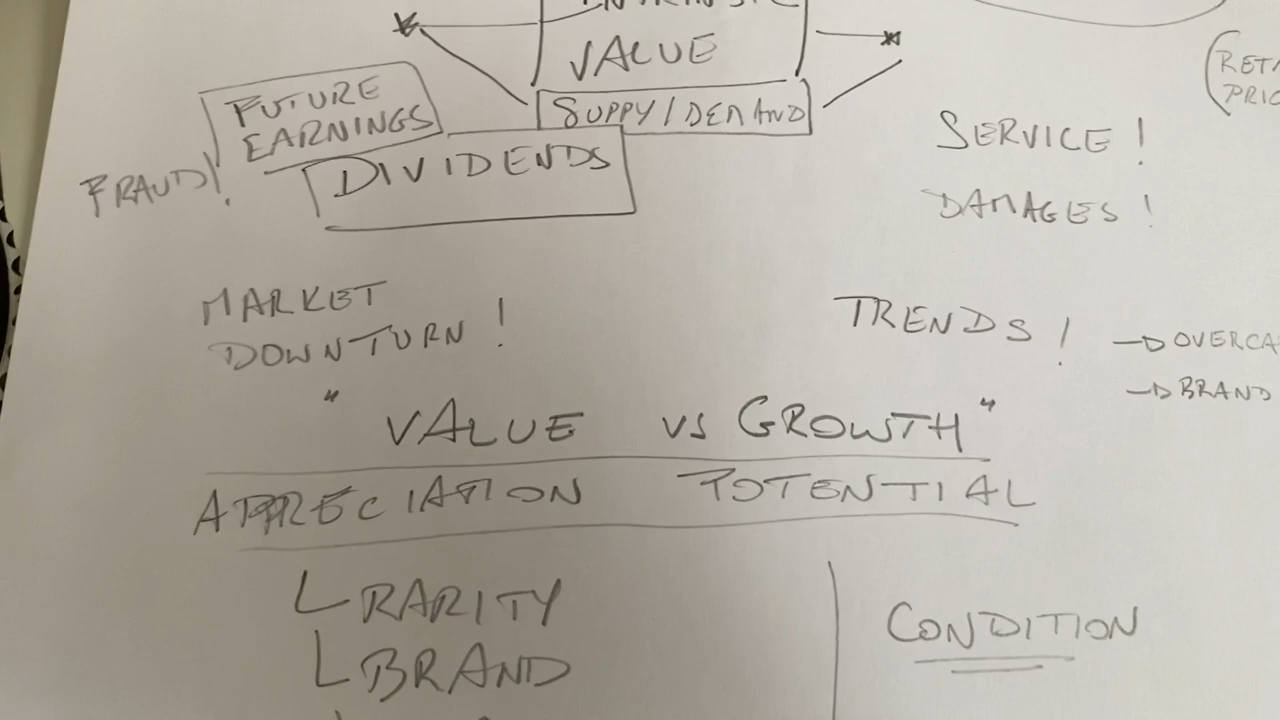 VALUE
SUPPY/DEMAND
FUTURE
EARNINGS
FRAUD!
DIVIDENDS
SERVICE!
DAMAGES!
MARKET
DOWNTURN!
TRENDS!
BRAND
"VALUE VS GROWTH"
APPRECIATION POTENTIAL
RARITY
BRAND
CONDITION